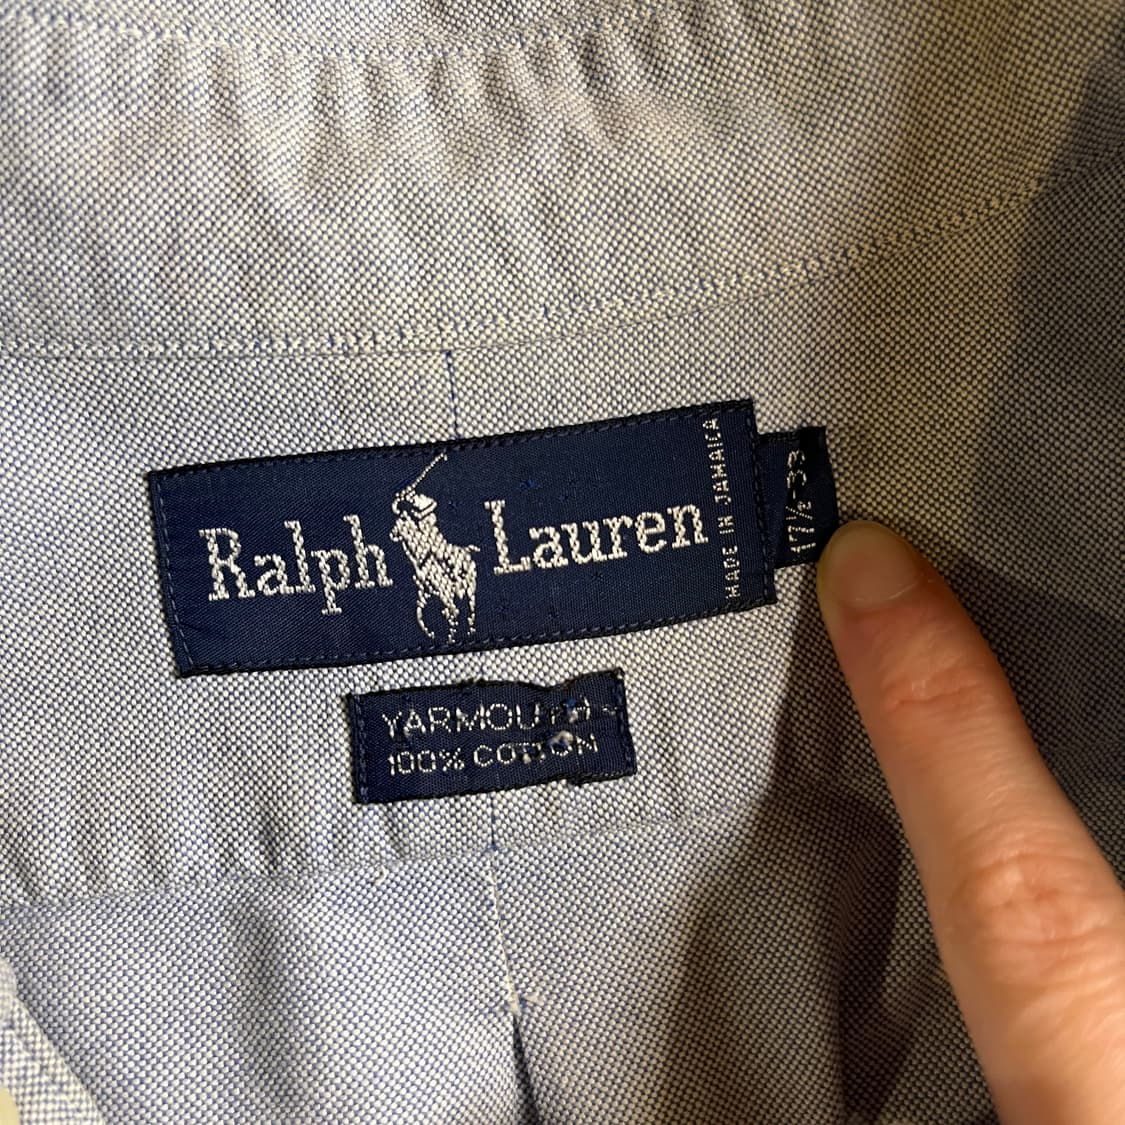 Ralph Lauren
MADE IN JAMAICA
17½-33
YARMOUTH
100% COTTON